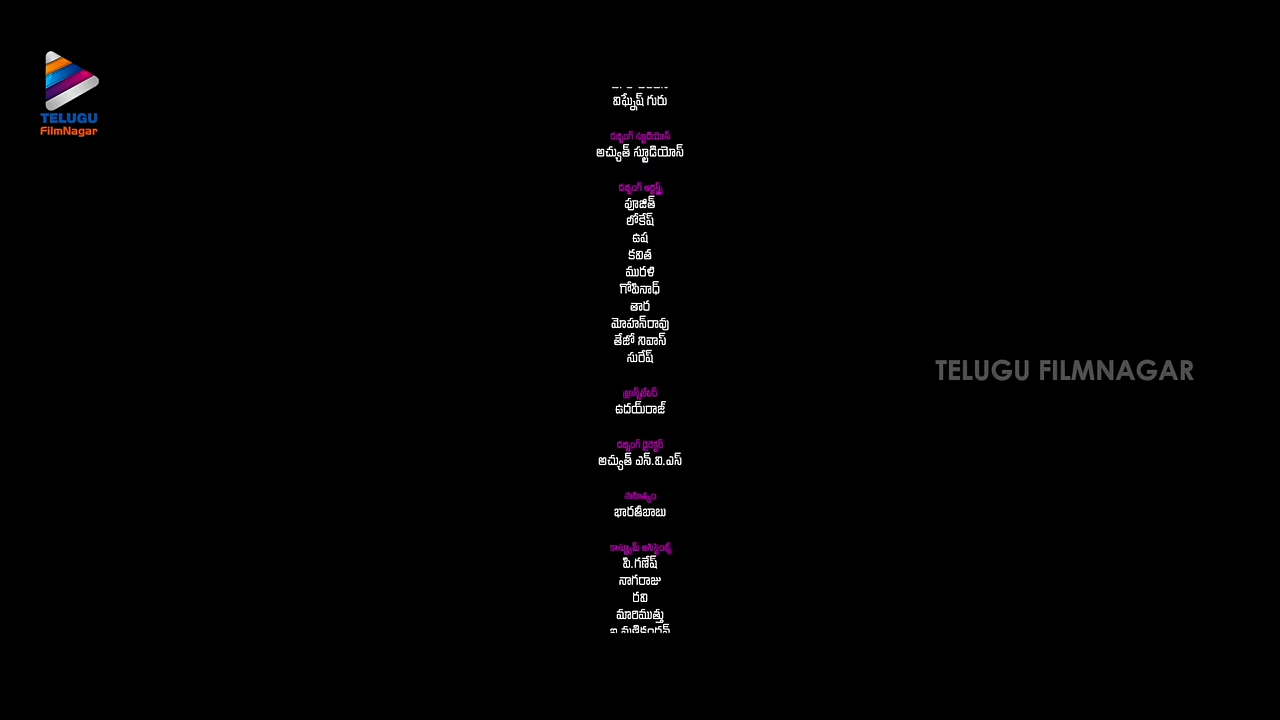 TELUGU
FilmNagar
విఘ్నేష్ గురు
డబ్బింగ్ స్టూడియోస్
అచ్యుత్ స్టూడియోస్
డబ్బింగ్ ఆర్టిస్ట్స్
పూజిత్
లోకేష్
ఉష
కవిత
మురళి
గోపినాధ్
తార
మోహన్‌రావు
తేజో నివాస్
సురేష్
TELUGU FILMNAGAR
ట్రాన్స్‌లేటర్
ఉదయ్‌రాజ్
డబ్బింగ్ డైరెక్టర్
అచ్యుత్ ఎన్.వి.ఎస్
సాహిత్యం
భారతీబాబు
కాస్ట్యూమ్ అసిస్టెంట్స్
పి.గణేష్
నాగరాజు
రవి
మారిముత్తు